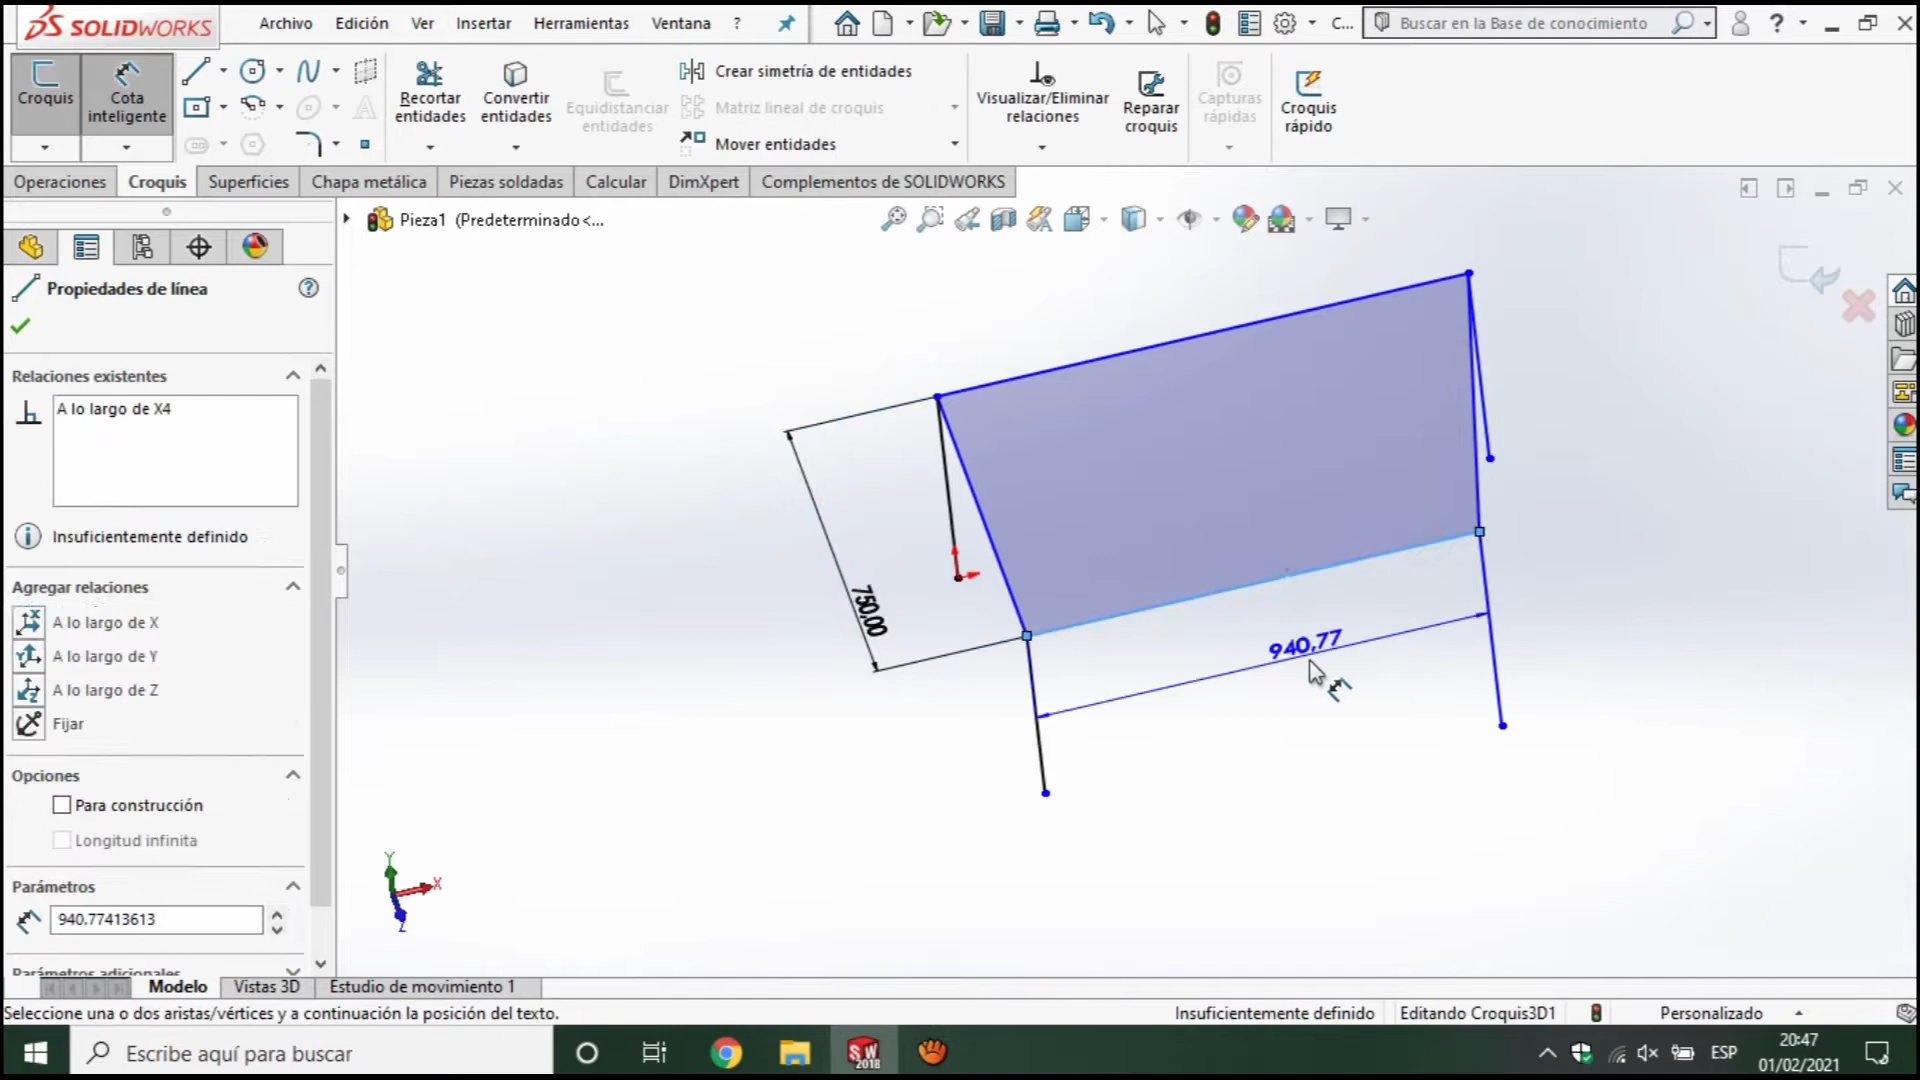 SOLIDWORKS
Archivo Edición Ver Insertar Herramientas Ventana ?
C...
Buscar en la Base de conocimiento
?
Croquis
Cota inteligente
Recortar entidades
Convertir entidades
Equidistanciar entidades
Crear simetría de entidades
Matriz lineal de croquis
Mover entidades
Visualizar/Eliminar relaciones
Reparar croquis
Capturas rápidas
Croquis rápido
Operaciones Croquis Superficies Chapa metálica Piezas soldadas Calcular DimXpert Complementos de SOLIDWORKS
Pieza1 (Predeterminado<...
Propiedades de línea
Relaciones existentes
A lo largo de X4
Insuficientemente definido
Agregar relaciones
A lo largo de X
A lo largo de Y
A lo largo de Z
Fijar
Opciones
Para construcción
Longitud infinita
Parámetros
940.77413613
Parámetros adicionales
750,00
940,77
Y
X
Z
Modelo Vistas 3D Estudio de movimiento 1
Seleccione una o dos aristas/vértices y a continuación la posición del texto.
Insuficientemente definido Editando Croquis3D1 Personalizado
Escribe aquí para buscar
SW
2018
ESP
20:47
01/02/2021